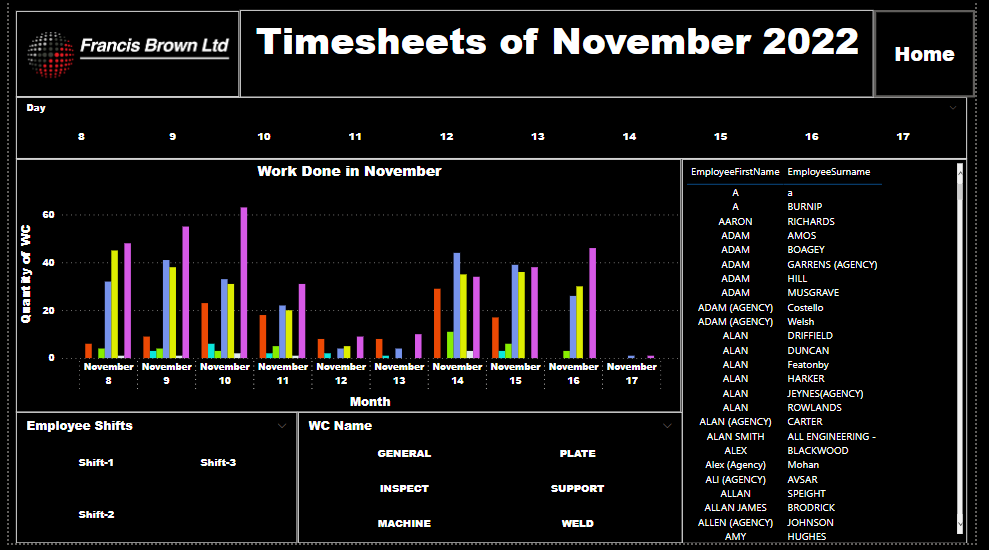 Francis Brown Ltd
Timesheets of November 2022
Home
Day
8 9 10 11 12 13 14 15 16 17
Work Done in November
Quantity of WC
60
40
20
0
November November November November November November November November November November
8 9 10 11 12 13 14 15 16 17
Month
EmployeeFirstName EmployeeSurname
A a
A BURNIP
AARON RICHARDS
ADAM AMOS
ADAM BOAGEY
ADAM GARRENS (AGENCY)
ADAM HILL
ADAM MUSGRAVE
ADAM (AGENCY) Costello
ADAM (AGENCY) Welsh
ALAN DRIFFIELD
ALAN DUNCAN
ALAN Featonby
ALAN HARKER
ALAN JEYNES(AGENCY)
ALAN ROWLANDS
ALAN (AGENCY) CARTER
ALAN SMITH ALL ENGINEERING -
ALEX BLACKWOOD
Alex (Agency) Mohan
ALI (AGENCY) AVSAR
ALLAN SPEIGHT
ALLAN JAMES BRODRICK
ALLEN (AGENCY) JOHNSON
AMY HUGHES
Employee Shifts
Shift-1 Shift-3
Shift-2
WC Name
GENERAL PLATE
INSPECT SUPPORT
MACHINE WELD